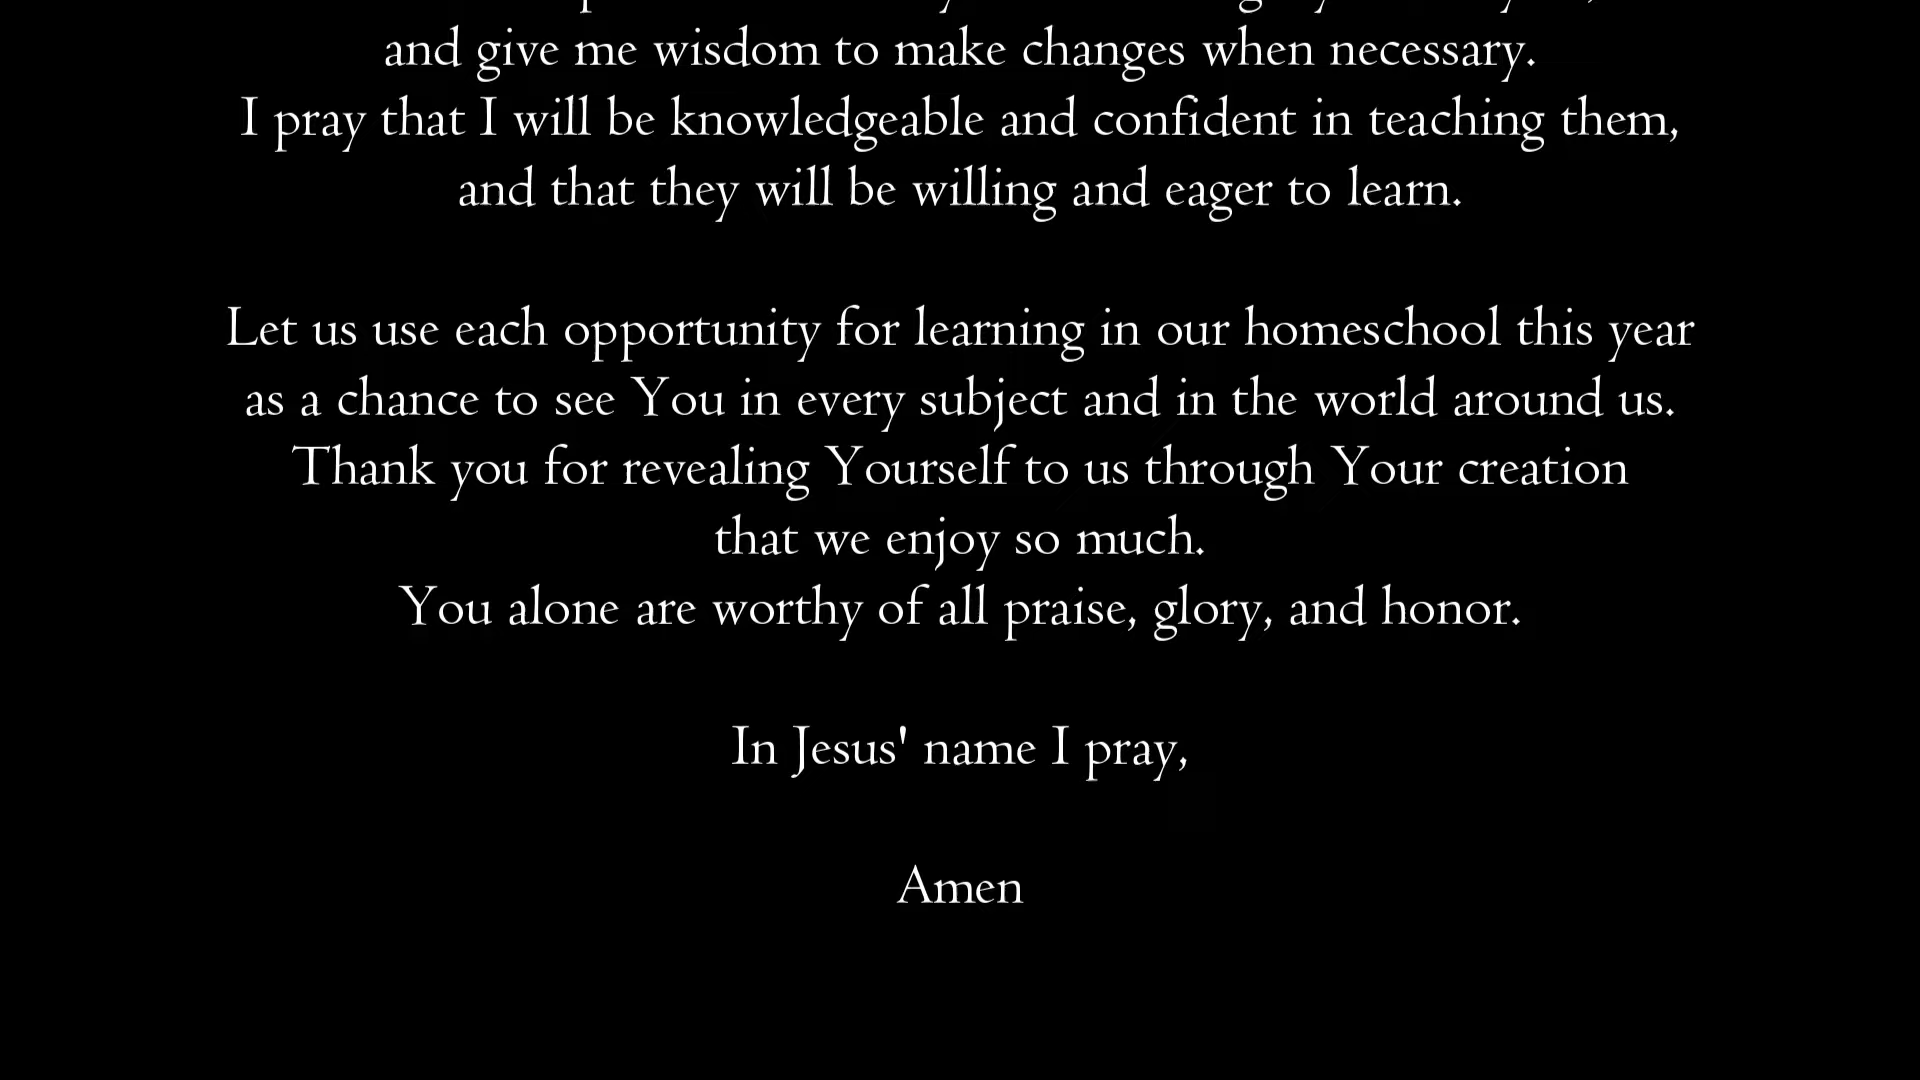 and give me wisdom to make changes when necessary.
I pray that I will be knowledgeable and confident in teaching them,
and that they will be willing and eager to learn.
Let us use each opportunity for learning in our homeschool this year
as a chance to see You in every subject and in the world around us.
Thank you for revealing Yourself to us through Your creation
that we enjoy so much.
You alone are worthy of all praise, glory, and honor.
In Jesus' name I pray,
Amen